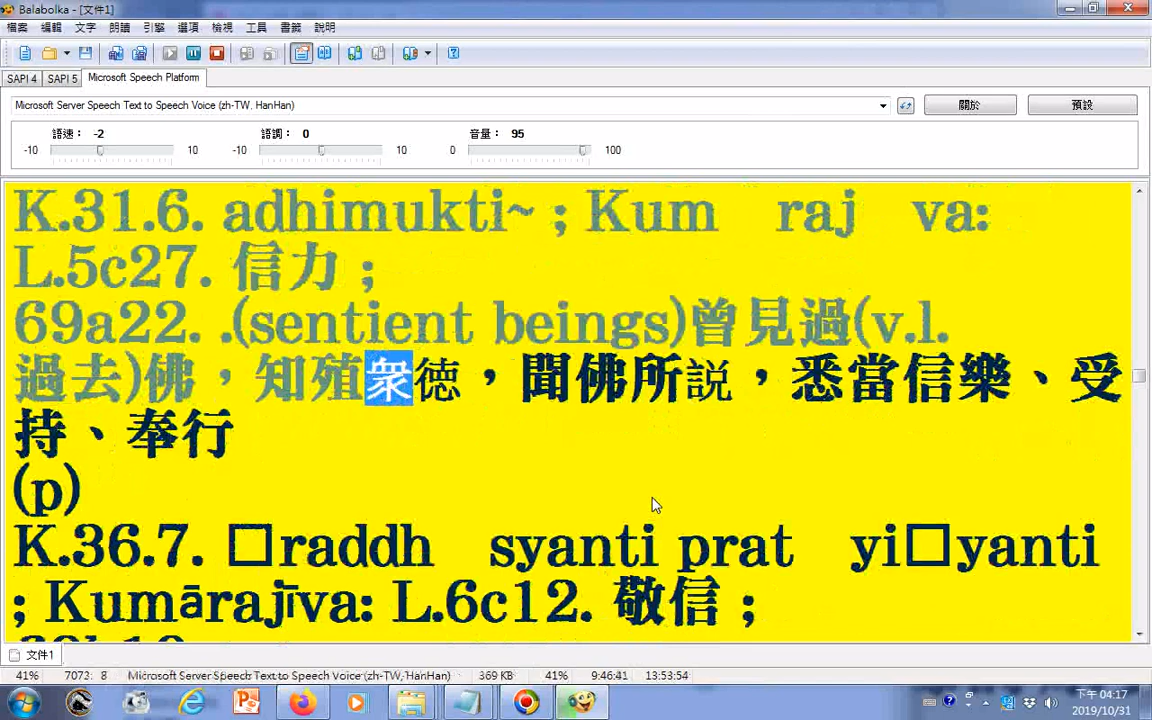 Balabolka - [文件1]
檔案 編輯 文字 朗讀 引擎 選項 檢視 工具 書籤 說明
SAPI 4 SAPI 5 Microsoft Speech Platform
Microsoft Server Speech Text to Speech Voice (zh-TW, HanHan) 關於 預設
語速： -2 語調： 0 音量： 95
-10 10 -10 10 0 100
K.31.6. adhimukti~ ; Kum raj va:
L.5c27. 信力 ;
69a22. .(sentient beings)曾見過(v.l.
過去)佛，知殖衆徳，聞佛所説，悉當信樂、受
持、奉行
(p)
K.36.7. □raddh syanti prat yi□yanti
; Kumārajīva: L.6c12. 敬信 ;
文件1
41% 7073: 8 Microsoft Server Speech Text to Speech Voice (zh-TW, HanHan) 369 KB 41% 9:46:41 13:53:54
下午 04:17
2019/10/31